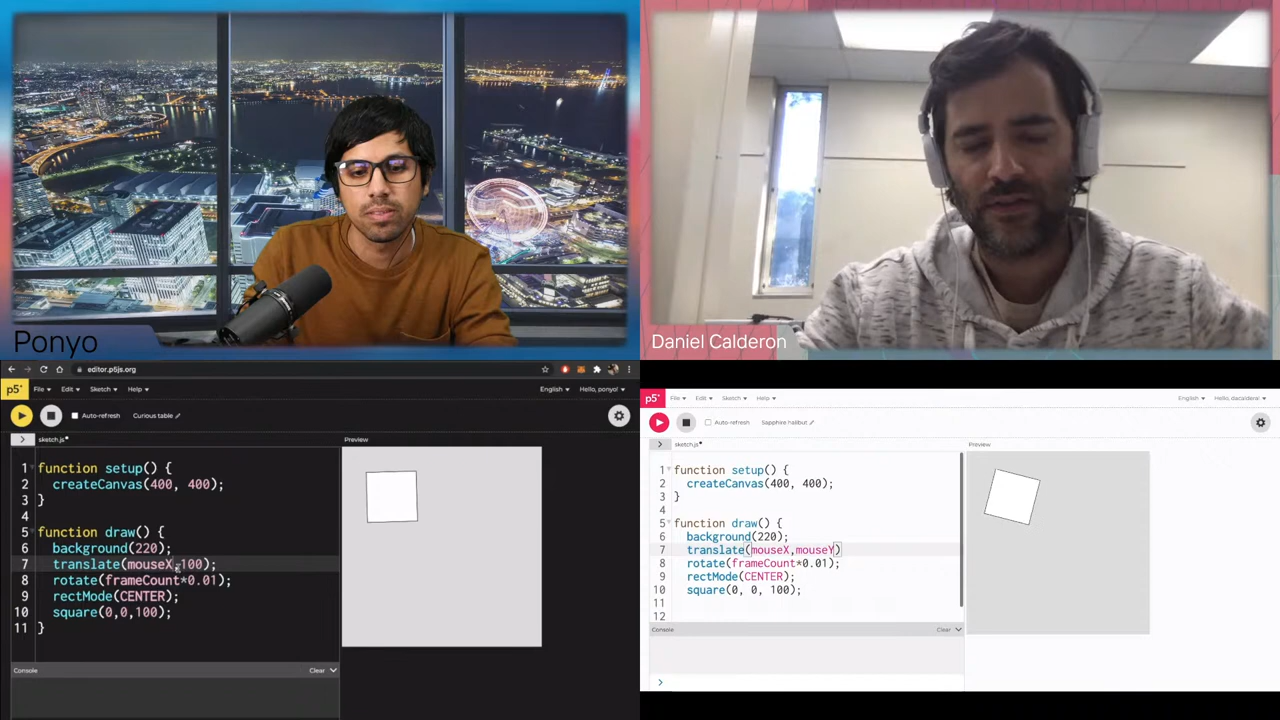 Ponyo
Daniel Calderon
editor.p5js.org
p5*
File
Edit
Sketch
Help
English
Hello, ponyo!
Auto-refresh
Curious table
sketch.js
Preview
1 function setup() {
2 createCanvas(400, 400);
3 }
4
5 function draw() {
6 background(220);
7 translate(mouseX,100);
8 rotate(frameCount*0.01);
9 rectMode(CENTER);
10 square(0,0,100);
11 }
Console
Clear
p5*
File
Edit
Sketch
Help
English
Auto-refresh
Sapphire halibut
sketch.js
Preview
1 function setup() {
2 createCanvas(400, 400);
3 }
4
5 function draw() {
6 background(220);
7 translate(mouseX,mouseY)
8 rotate(frameCount*0.01);
9 rectMode(CENTER);
10 square(0, 0, 100);
11
12
Console
Clear